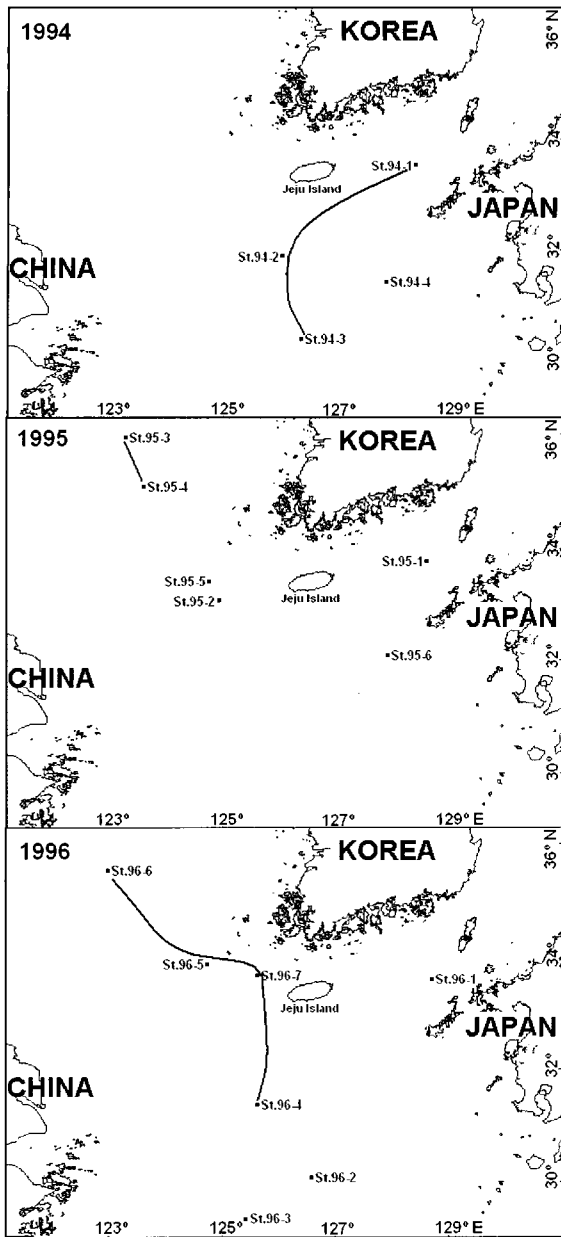 1994
KOREA
36° N
34°
St.94-1
Jeju Island
JAPAN
St.94-2
32°
CHINA
St.94-4
St.94-3
30°
123° 125° 127° 129° E
1995
St.95-3
KOREA
36° N
St.95-4
34°
St.95-1
St.95-5
Jeju Island
St.95-2
JAPAN
St.95-6
32°
CHINA
30°
123° 125° 127° 129° E
1996
KOREA
36° N
St.96-6
34°
St.96-5
St.96-7
St.96-1
Jeju Island
JAPAN
32°
CHINA
St.96-4
St.96-2
30°
St.96-3
123° 125° 127° 129° E